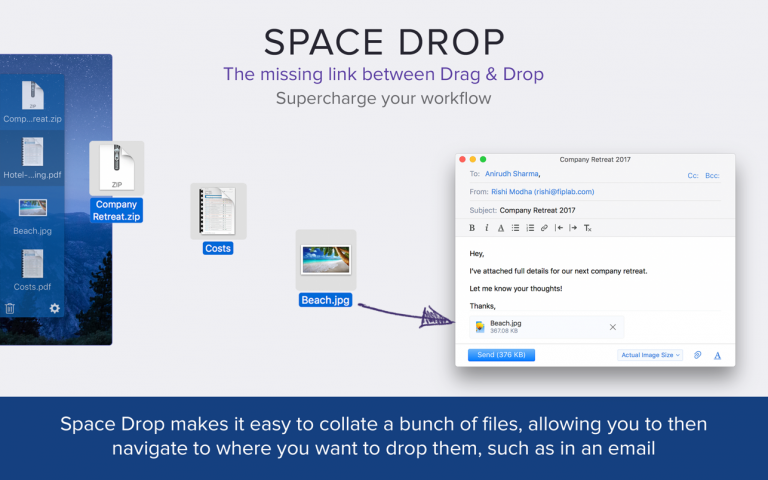 SPACE DROP
The missing link between Drag & Drop
Supercharge your workflow
ZIP
Comp...reat.zip
Hotel-...ing.pdf
Beach.jpg
Costs.pdf
ZIP
Company
Retreat.zip
Costs
Beach.jpg
Company Retreat 2017
To: Anirudh Sharma,
Cc: Bcc:
From: Rishi Modha (rishi@fiplab.com)
Subject: Company Retreat 2017
B i A Tx
Hey,
I've attached full details for our next company retreat.
Let me know your thoughts!
Thanks,
Beach.jpg
367.08 KB
Send (376 KB)
Actual Image Size
A
Space Drop makes it easy to collate a bunch of files, allowing you to then
navigate to where you want to drop them, such as in an email